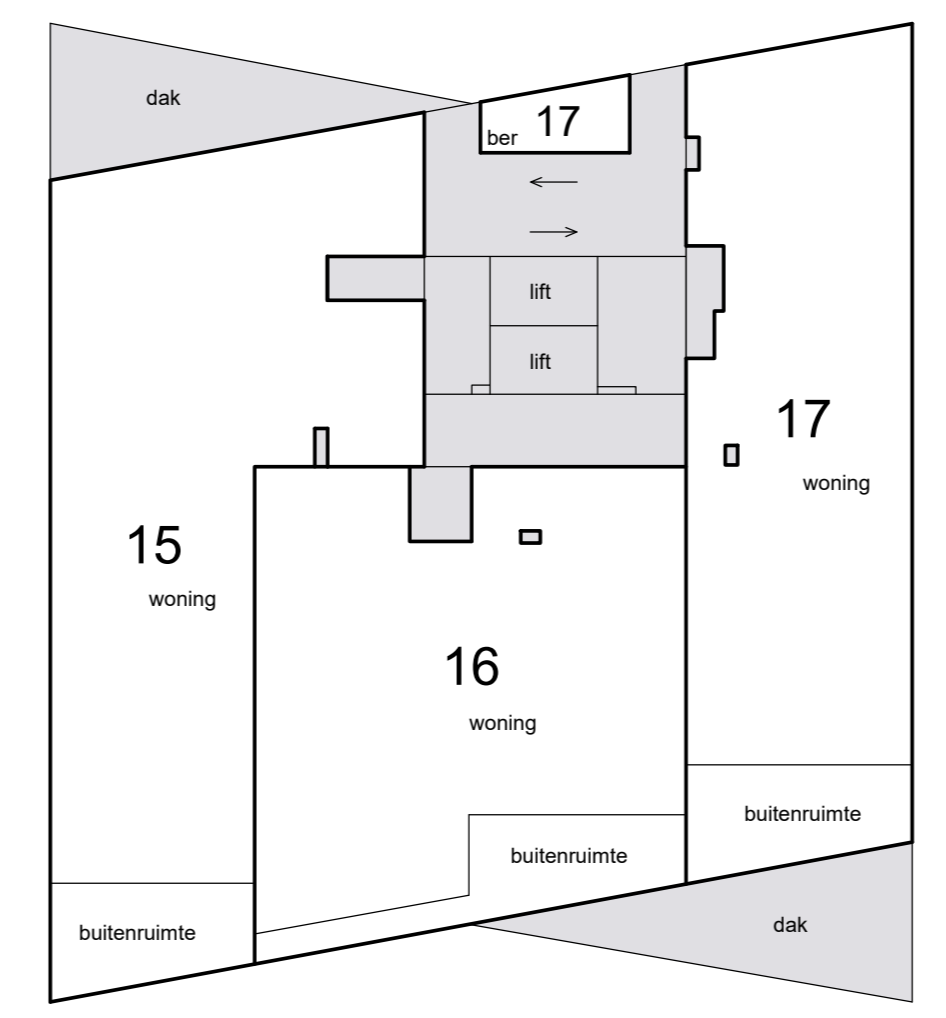 dak
ber 17
lift
lift
17
woning
15
woning
16
woning
buitenruimte
buitenruimte
buitenruimte
dak